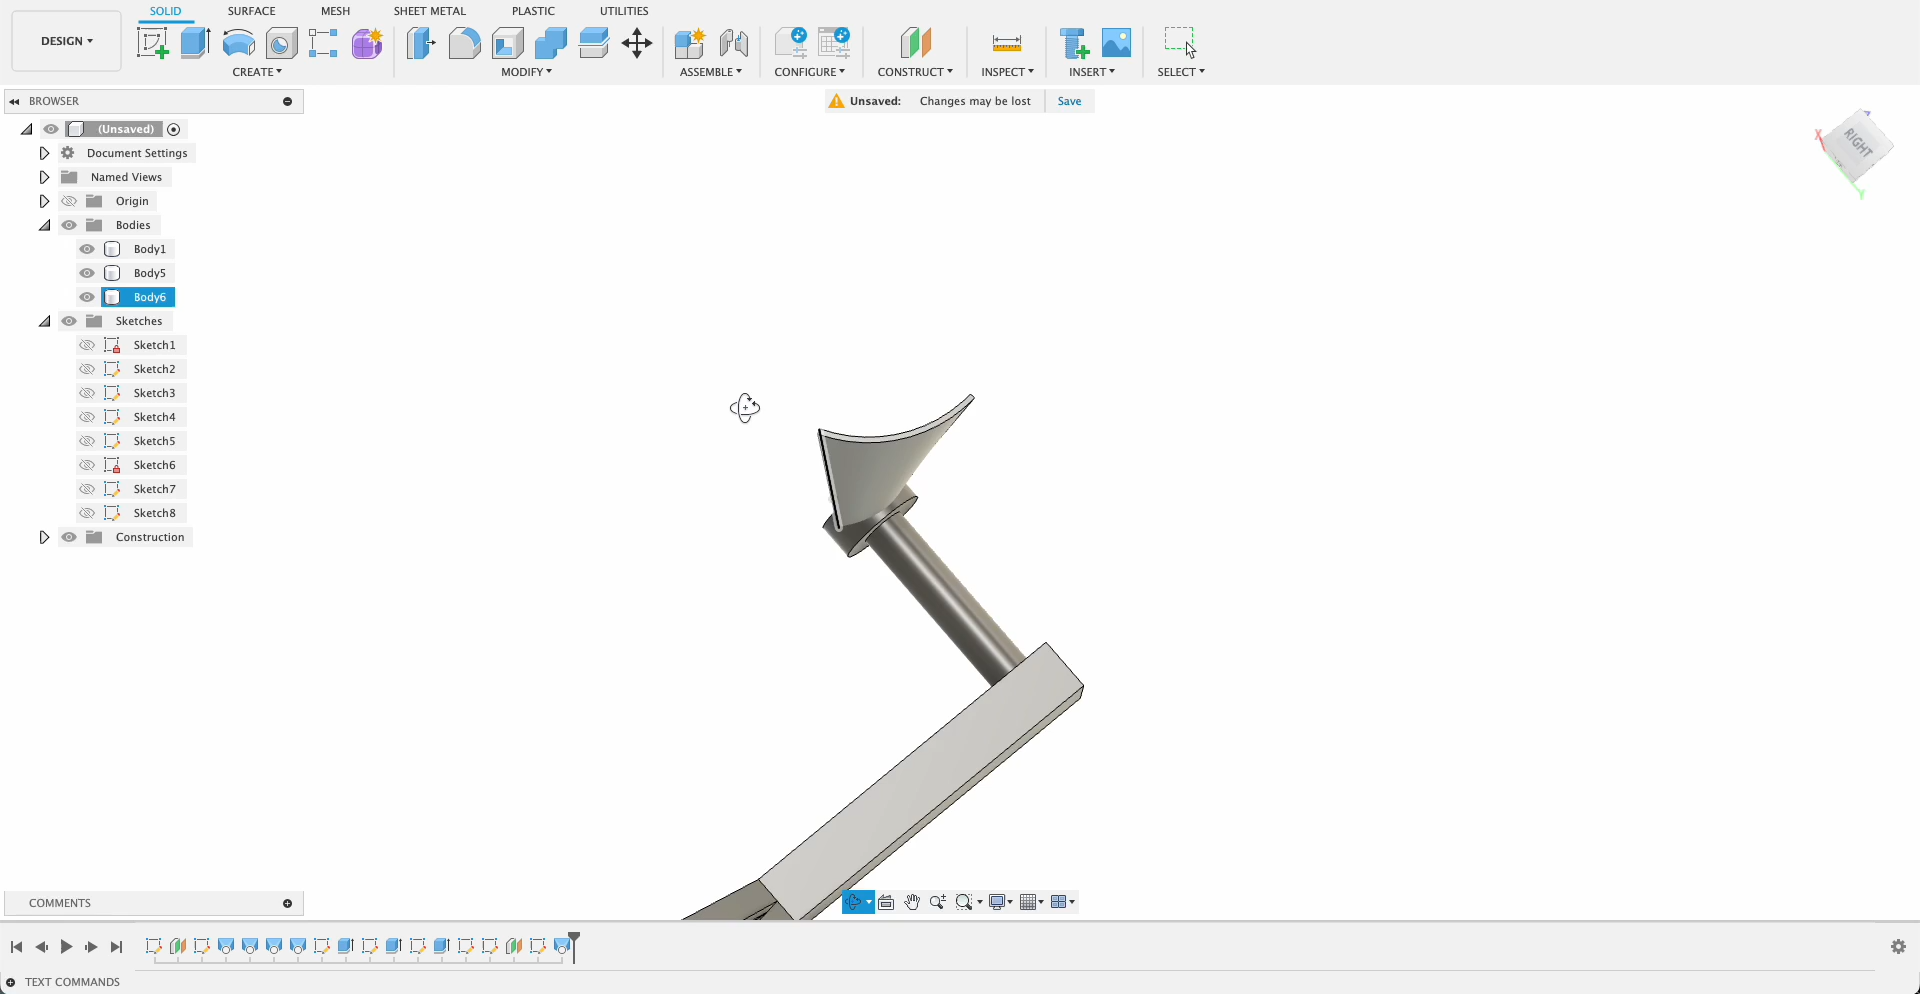 DESIGN
SOLID SURFACE MESH SHEET METAL PLASTIC UTILITIES
CREATE MODIFY ASSEMBLE CONFIGURE CONSTRUCT INSPECT INSERT SELECT
BROWSER
Unsaved: Changes may be lost Save
(Unsaved)
Document Settings
Named Views
Origin
Bodies
Body1
Body5
Body6
Sketches
Sketch1
Sketch2
Sketch3
Sketch4
Sketch5
Sketch6
Sketch7
Sketch8
Construction
X
RIGHT
Y
COMMENTS
TEXT COMMANDS